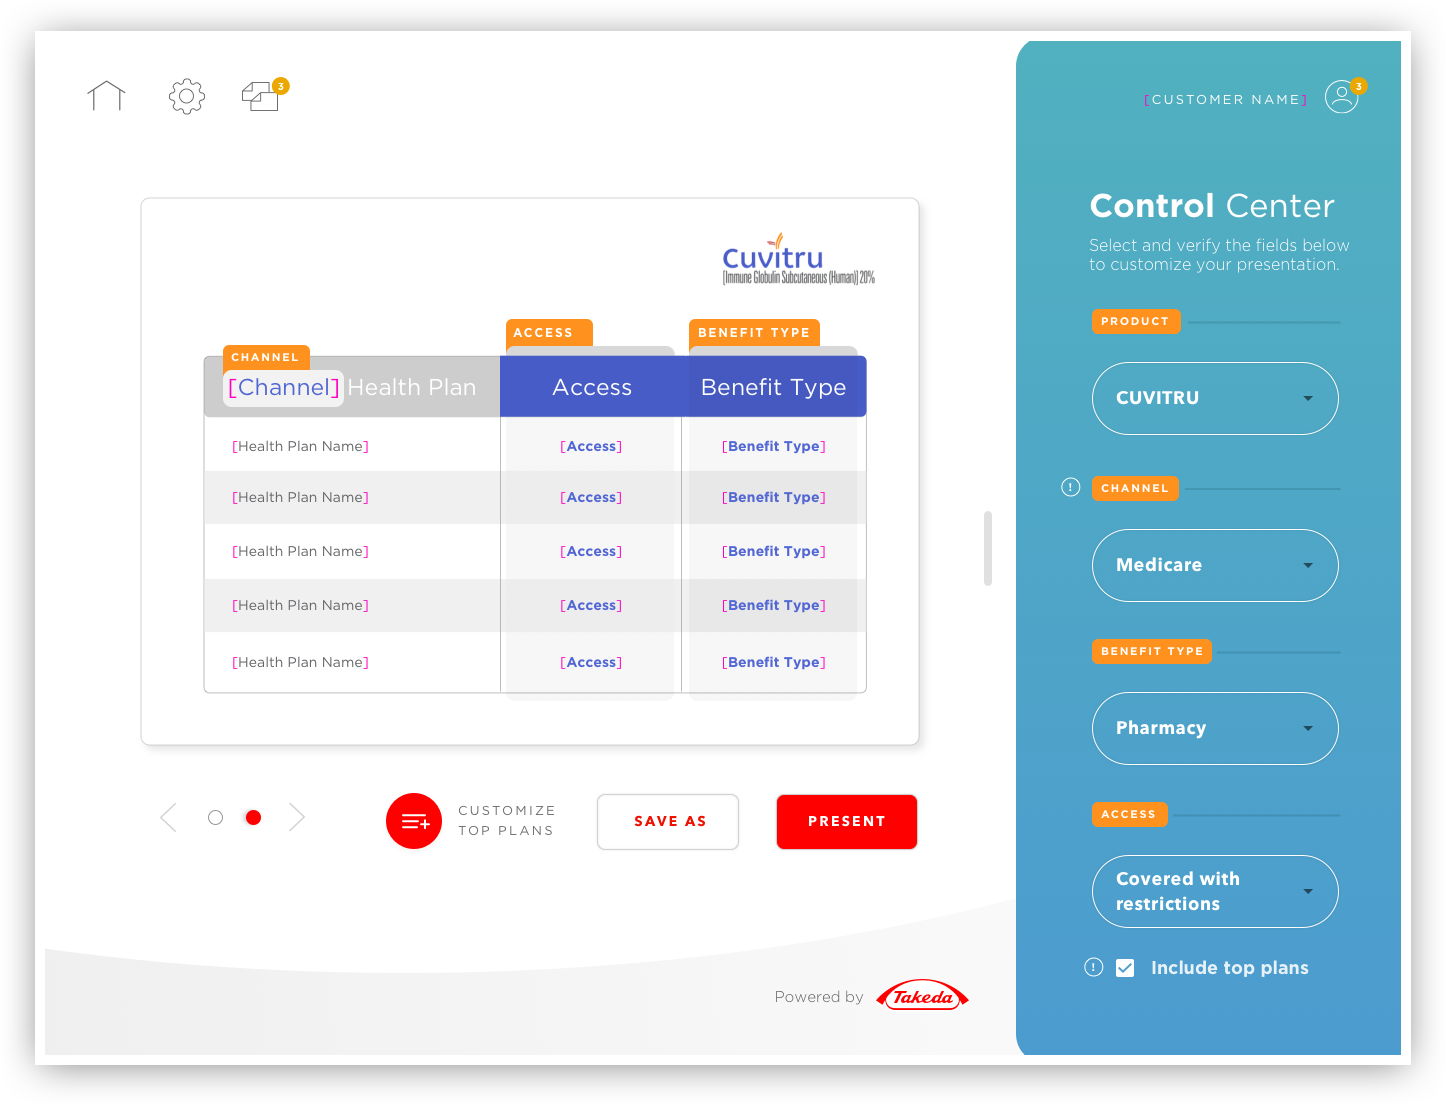 3
[CUSTOMER NAME]
3
Cuvitru
[Immune Globulin Subcutaneous (Human)] 20%
CHANNEL
ACCESS
BENEFIT TYPE
[Channel] Health Plan Access Benefit Type
[Health Plan Name] [Access] [Benefit Type]
[Health Plan Name] [Access] [Benefit Type]
[Health Plan Name] [Access] [Benefit Type]
[Health Plan Name] [Access] [Benefit Type]
[Health Plan Name] [Access] [Benefit Type]
CUSTOMIZE
TOP PLANS
SAVE AS
PRESENT
Powered by Takeda
Control Center
Select and verify the fields below
to customize your presentation.
PRODUCT
CUVITRU
! CHANNEL
Medicare
BENEFIT TYPE
Pharmacy
ACCESS
Covered with
restrictions
! Include top plans